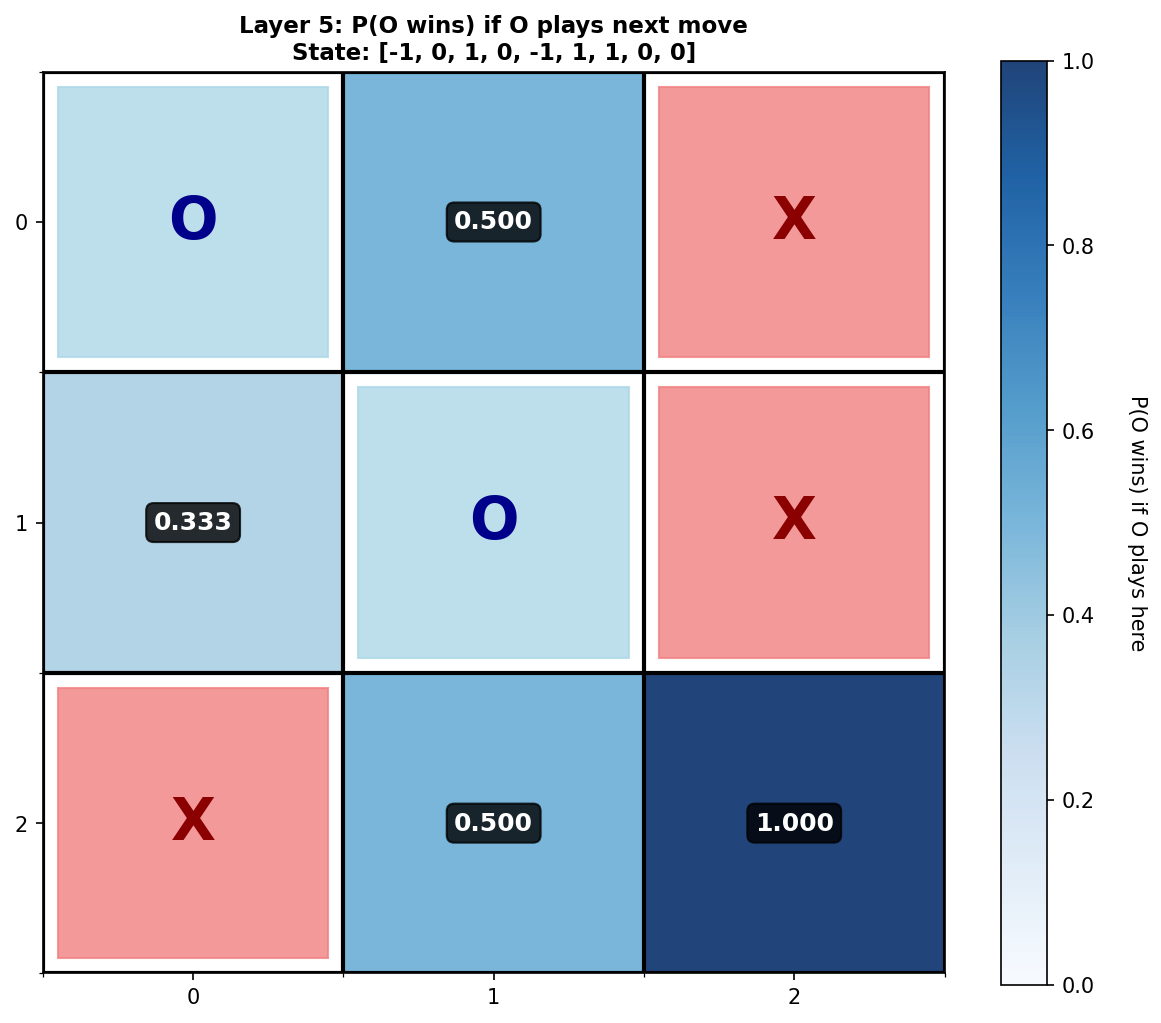 Layer 5: P(O wins) if O plays next move
State: [-1, 0, 1, 0, -1, 1, 1, 0, 0]
0
O
0.500
X
1
0.333
O
X
2
X
0.500
1.000
0
1
2
1.0
0.8
0.6
0.4
0.2
0.0
P(O wins) if O plays here